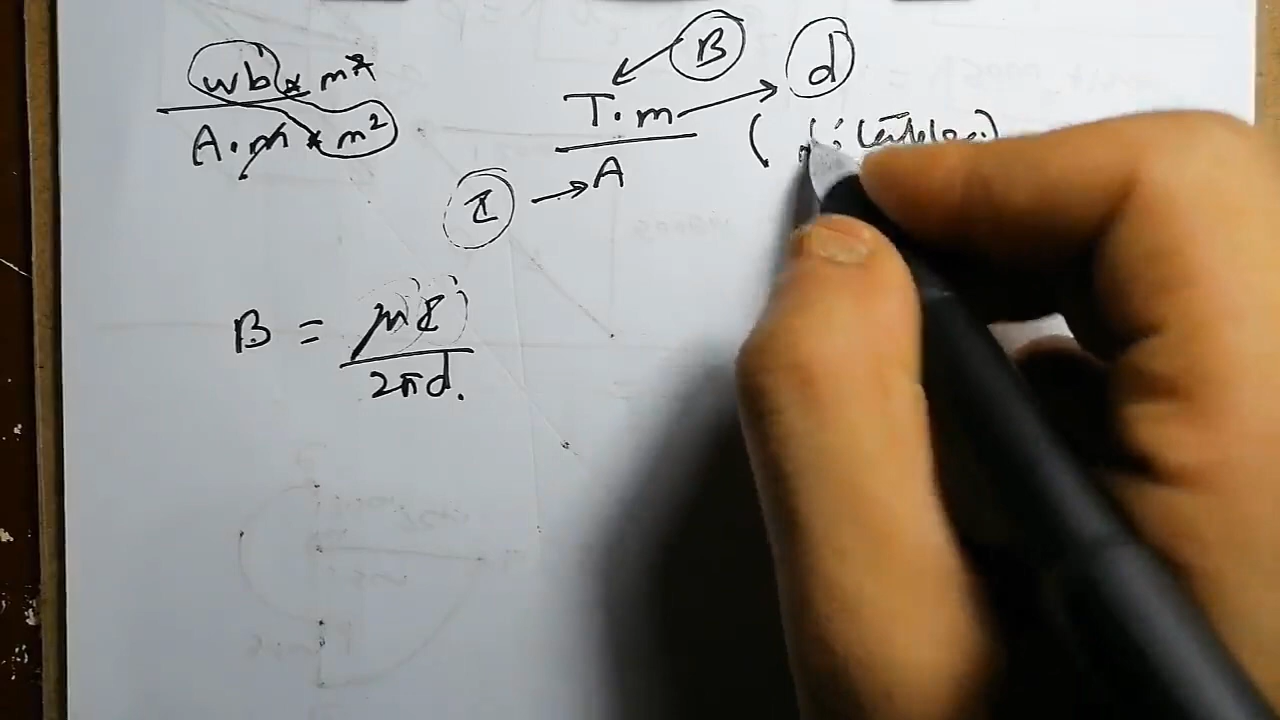 wb × m²
A·m × m²
B
d
T·m
A
I
B = μI
2πd.